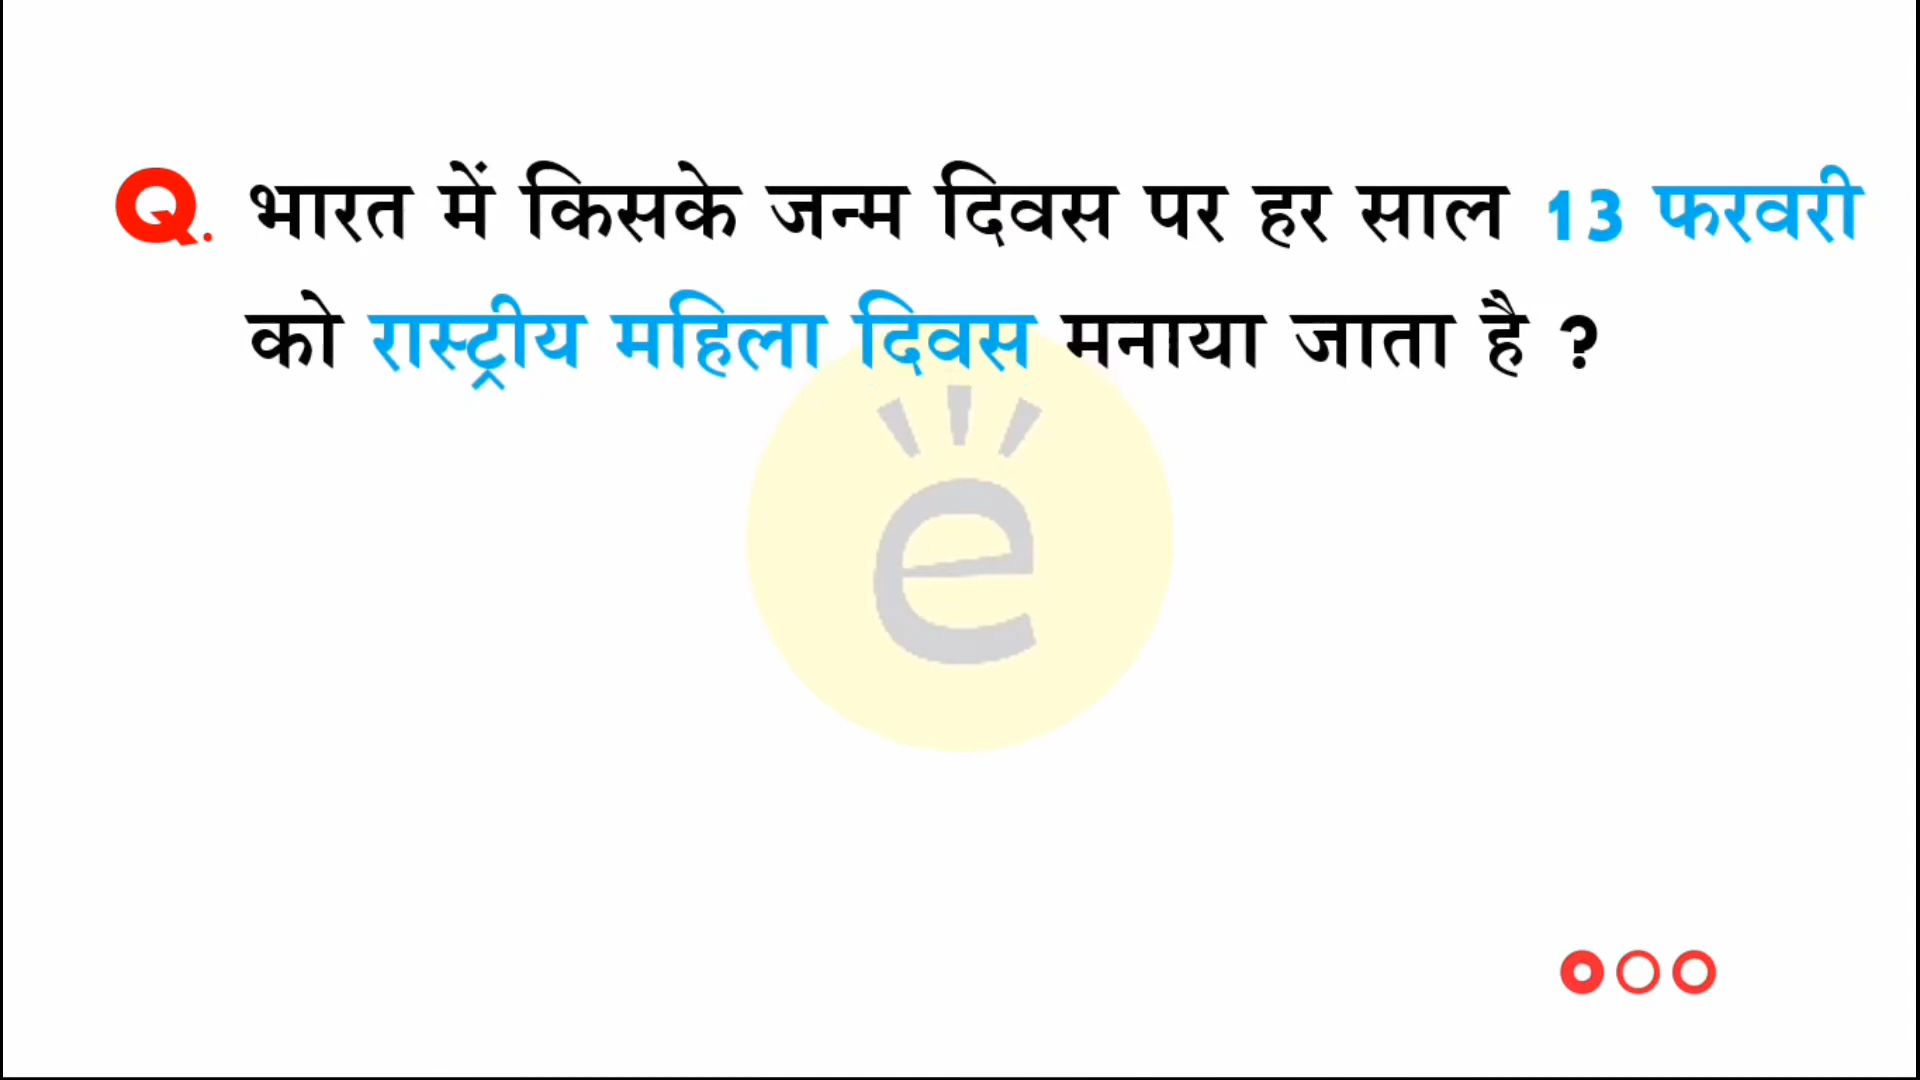 Q. भारत में किसके जन्म दिवस पर हर साल 13 फरवरी
को रास्ट्रीय महिला दिवस मनाया जाता है ?
e